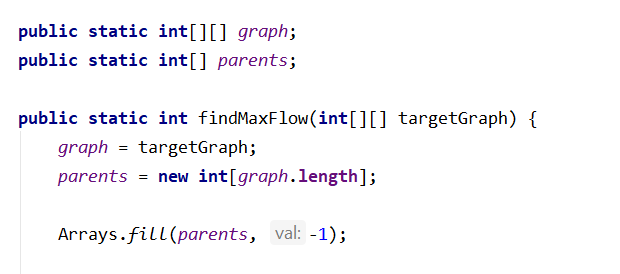 public static int[][] graph;
public static int[] parents;
public static int findMaxFlow(int[][] targetGraph) {
graph = targetGraph;
parents = new int[graph.length];
Arrays.fill(parents, val: -1);